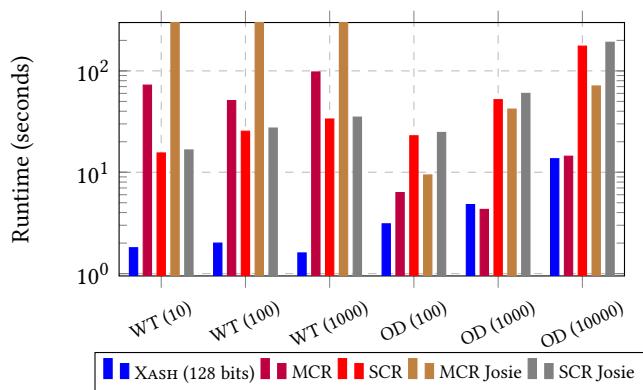 Runtime (seconds)
10²
10¹
10⁰
WT (10)
WT (100)
WT (1000)
OD (100)
OD (1000)
OD (10000)
XASH (128 bits) MCR SCR MCR Josie SCR Josie